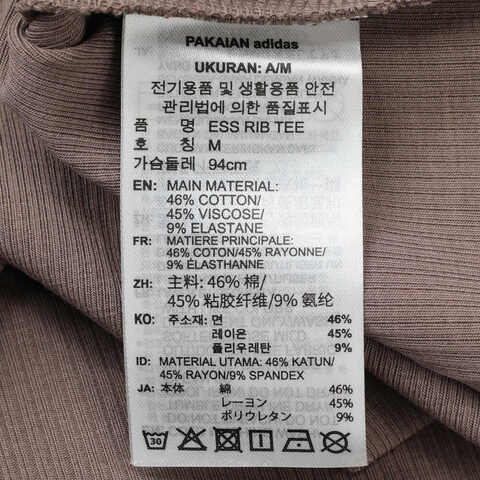 PAKAIAN adidas
UKURAN: A/M
전기용품 및 생활용품 안전
관리법에 의한 품질표시
품 명 ESS RIB TEE
호 칭 M
가슴둘레 94cm
EN: MAIN MATERIAL:
46% COTTON/
45% VISCOSE/
9% ELASTANE
FR: MATIERE PRINCIPALE:
46% COTON/45% RAYONNE/
9% ELASTHANNE
ZH: 主料: 46% 棉/
45% 粘胶纤维/9% 氨纶
KO: 주소재: 면 46%
레이온 45%
폴리우레탄 9%
ID: MATERIAL UTAMA: 46% KATUN/
45% RAYON/9% SPANDEX
JA: 本体 綿 46%
レーヨン 45%
ポリウレタン 9%
30